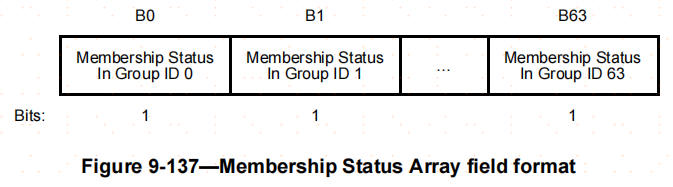 B0 B1 B63
Membership Status In Group ID 0
Membership Status In Group ID 1
...
Membership Status In Group ID 63
Bits: 1 1 1
Figure 9-137—Membership Status Array field format